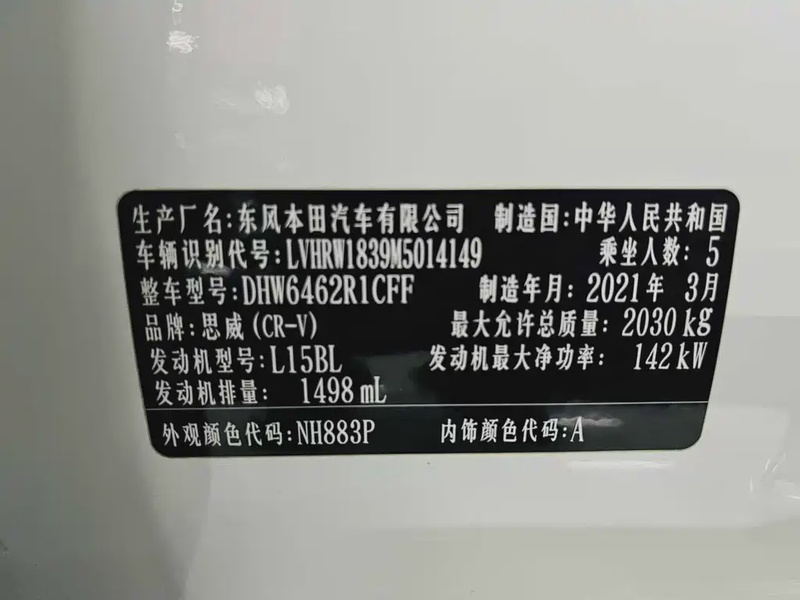 生产厂名:东风本田汽车有限公司 制造国:中华人民共和国
车辆识别代号:LVHRW1839M5014149 乘坐人数:5
整车型号:DHW6462R1CFF 制造年月:2021年 3月
品牌:思威(CR-V) 最大允许总质量:2030kg
发动机型号:L15BL 发动机最大净功率: 142kW
发动机排量: 1498 mL
外观颜色代码:NH883P 内饰颜色代码:A